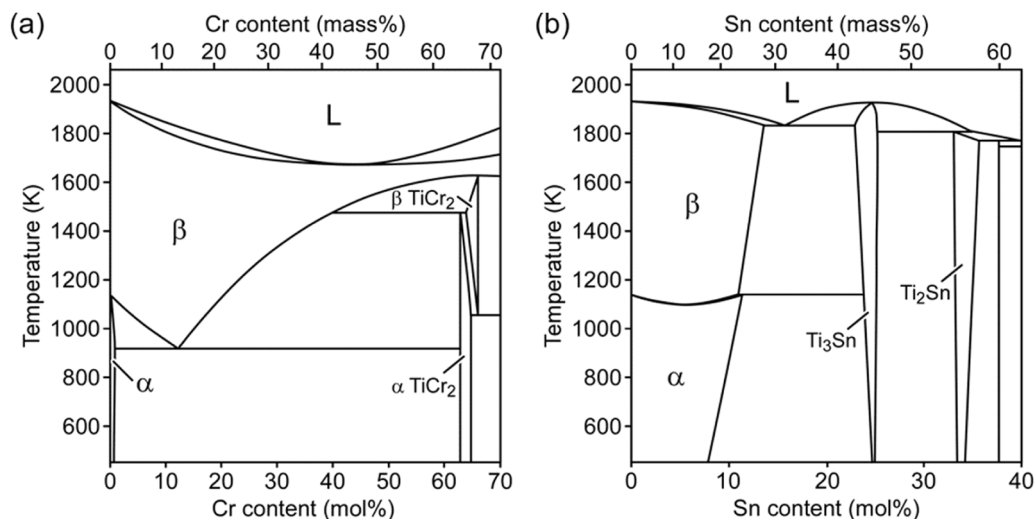 (a)
Cr content (mass%)
0 10 20 30 40 50 60 70
Temperature (K)
2000
1800
1600
1400
1200
1000
800
600
L
β
β TiCr2
α
α TiCr2
0 10 20 30 40 50 60 70
Cr content (mol%)
(b)
Sn content (mass%)
0 10 20 30 40 50 60
Temperature (K)
2000
1800
1600
1400
1200
1000
800
600
L
β
Ti2Sn
Ti3Sn
α
0 10 20 30 40
Sn content (mol%)